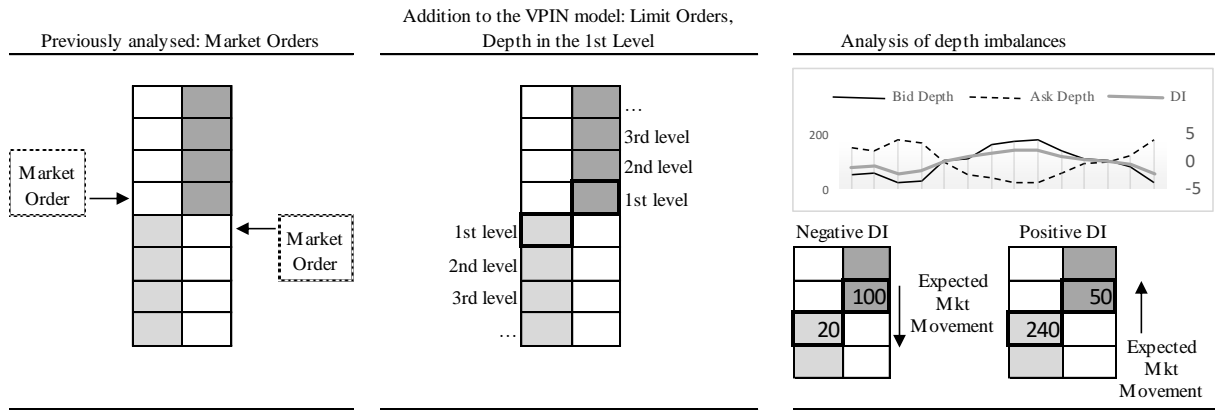 Previously analysed: Market Orders
Market
Order
Market
Order
Addition to the VPIN model: Limit Orders,
Depth in the 1st Level
...
3rd level
2nd level
1st level
1st level
2nd level
3rd level
...
Analysis of depth imbalances
Bid Depth Ask Depth DI
200
0
5
0
-5
Negative DI
100
20
Expected
Mkt
Movement
Positive DI
50
240
Expected
Mkt
Movement